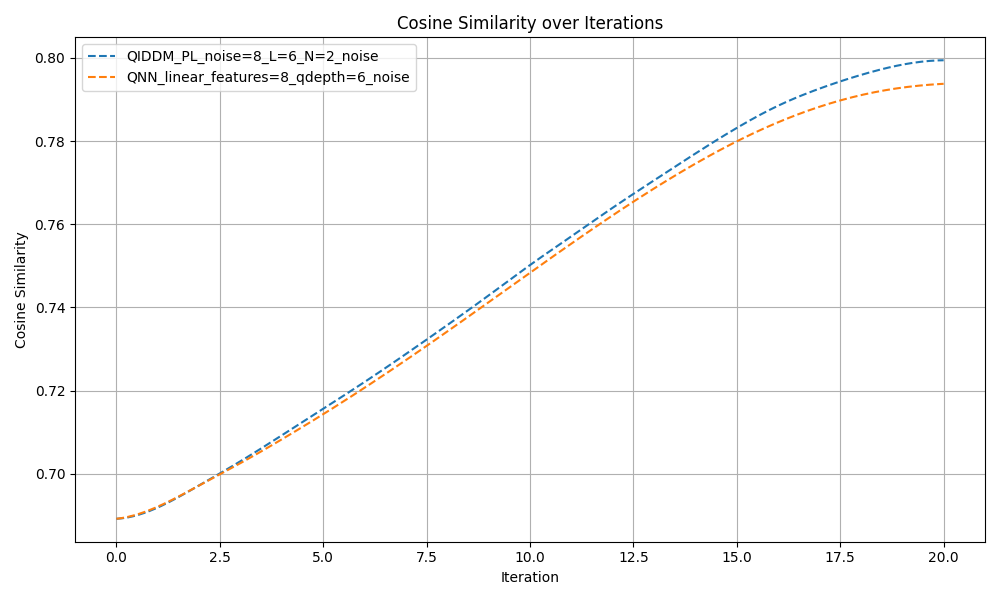 Cosine Similarity over Iterations
QIDDM_PL_noise=8_L=6_N=2_noise
QNN_linear_features=8_qdepth=6_noise
Cosine Similarity
0.80
0.78
0.76
0.74
0.72
0.70
0.0 2.5 5.0 7.5 10.0 12.5 15.0 17.5 20.0
Iteration